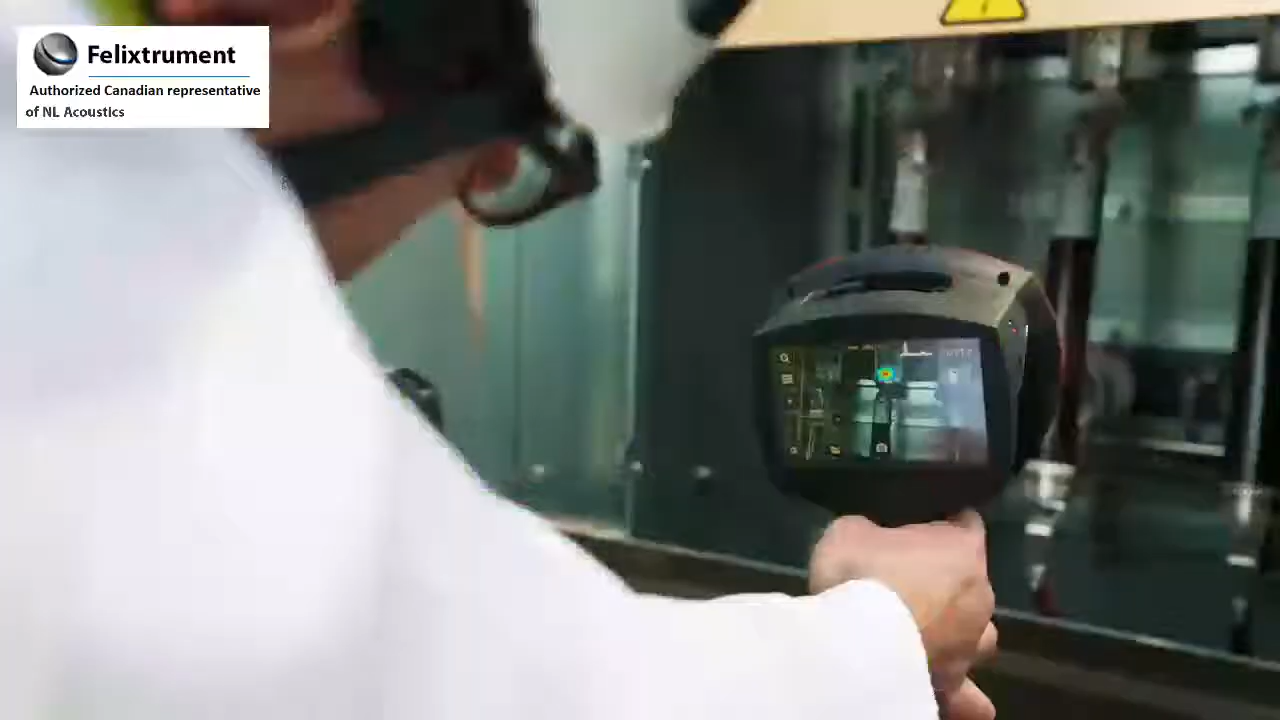 Felixtrument
Authorized Canadian representative
of NL Acoustics